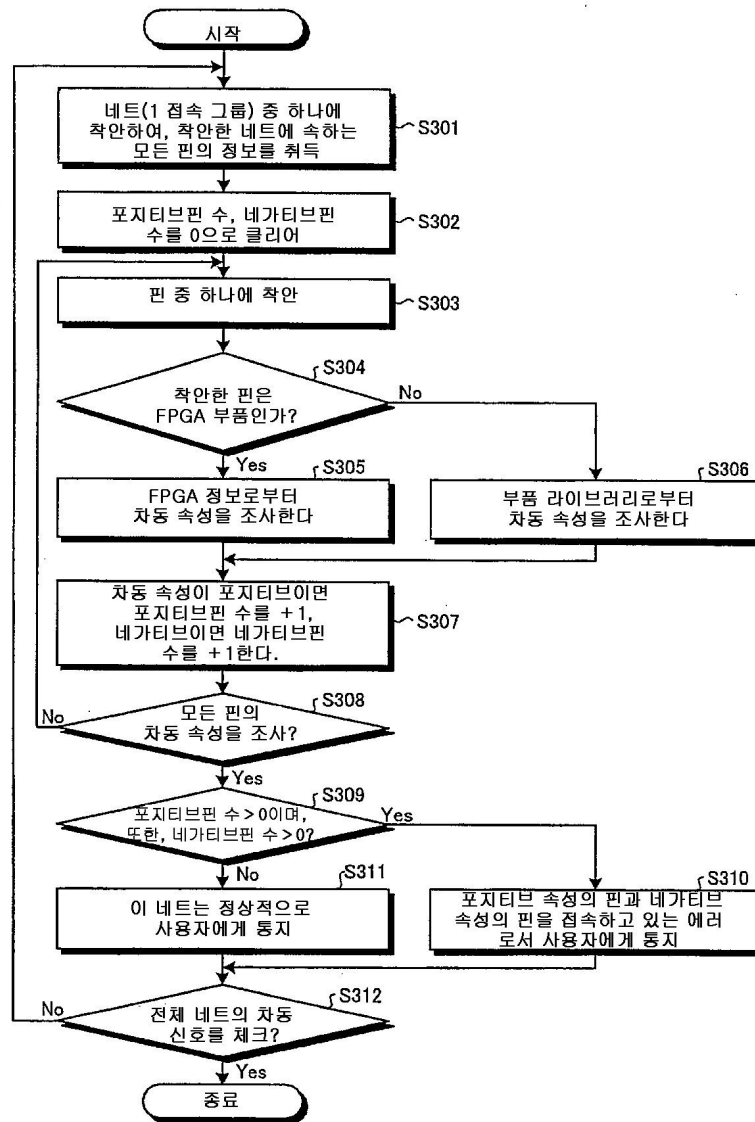 시작
네트(1 접속 그룹) 중 하나에
착안하여, 착안한 네트에 속하는
모든 핀의 정보를 취득
S301
포지티브핀 수, 네가티브핀
수를 0으로 클리어
S302
핀 중 하나에 착안
S303
S304
착안한 핀은
FPGA 부품인가?
No
Yes
S305
FPGA 정보로부터
차동 속성을 조사한다
S306
부품 라이브러리로부터
차동 속성을 조사한다
차동 속성이 포지티브이면
포지티브핀 수를 +1,
네가티브이면 네가티브핀
수를 +1한다.
S307
S308
No
모든 핀의
차동 속성을 조사?
Yes
S309
포지티브핀 수>0이며,
또한, 네가티브핀 수>0?
Yes
No
S311
이 네트는 정상적으로
사용자에게 통지
S310
포지티브 속성의 핀과 네가티브
속성의 핀을 접속하고 있는 에러
로서 사용자에게 통지
S312
No
전체 네트의 차동
신호를 체크?
Yes
종료